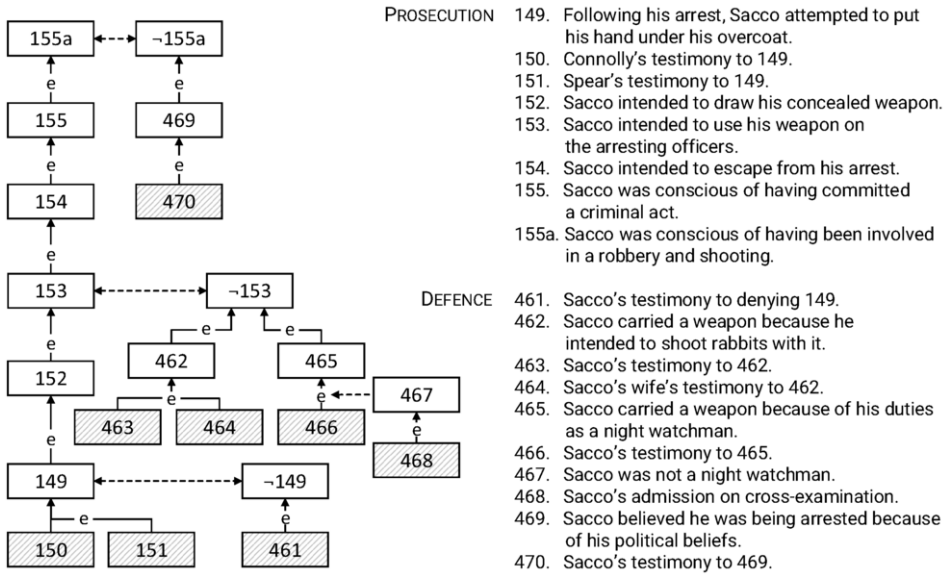 155a
¬155a
e
e
155
469
e
e
154
470
e
153
¬153
e
e
e
462
465
152
e
e
467
463
464
466
e
e
468
149
¬149
e
e
150
151
461
PROSECUTION
149. Following his arrest, Sacco attempted to put
his hand under his overcoat.
150. Connolly's testimony to 149.
151. Spear's testimony to 149.
152. Sacco intended to draw his concealed weapon.
153. Sacco intended to use his weapon on
the arresting officers.
154. Sacco intended to escape from his arrest.
155. Sacco was conscious of having committed
a criminal act.
155a. Sacco was conscious of having been involved
in a robbery and shooting.
DEFENCE
461. Sacco's testimony to denying 149.
462. Sacco carried a weapon because he
intended to shoot rabbits with it.
463. Sacco's testimony to 462.
464. Sacco's wife's testimony to 462.
465. Sacco carried a weapon because of his duties
as a night watchman.
466. Sacco's testimony to 465.
467. Sacco was not a night watchman.
468. Sacco's admission on cross-examination.
469. Sacco believed he was being arrested because
of his political beliefs.
470. Sacco's testimony to 469.